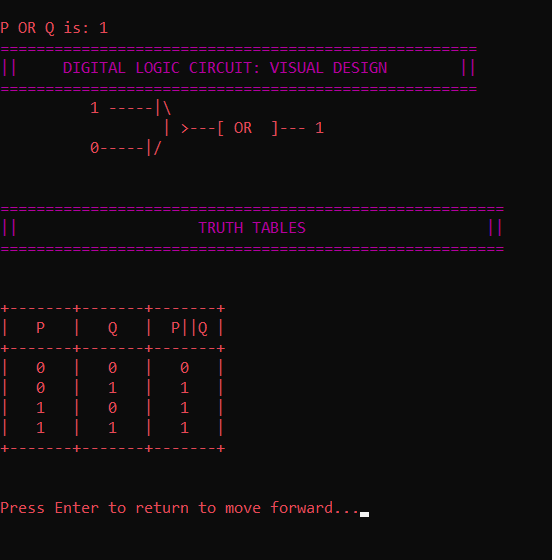 P OR Q is: 1
=====================================================
||     DIGITAL LOGIC CIRCUIT: VISUAL DESIGN        ||
=====================================================
          1 -----|\
                  | >---[ OR  ]--- 1
          0-----|/
========================================================
||                    TRUTH TABLES                    ||
========================================================
+-------+-------+-------+
|   P   |   Q   |  P||Q |
+-------+-------+-------+
|   0   |   0   |   0   |
|   0   |   1   |   1   |
|   1   |   0   |   1   |
|   1   |   1   |   1   |
+-------+-------+-------+
Press Enter to return to move forward...